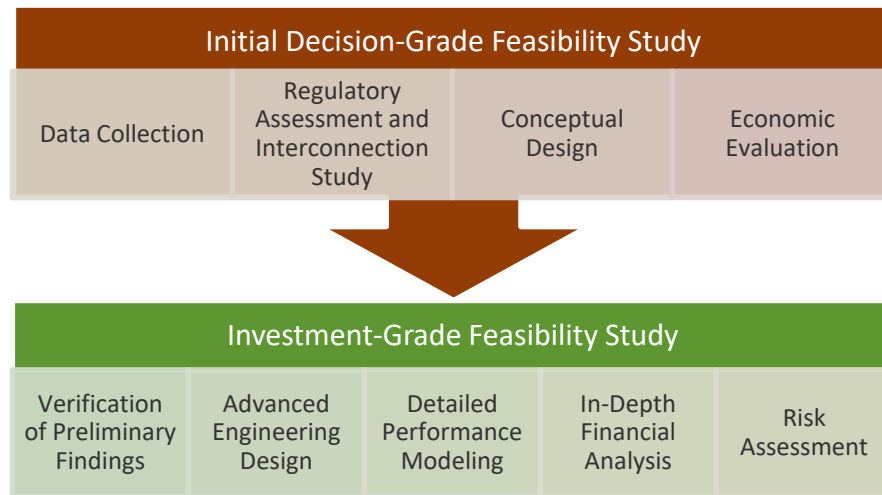 Initial Decision-Grade Feasibility Study
Data Collection
Regulatory
Assessment and
Interconnection
Study
Conceptual
Design
Economic
Evaluation
Investment-Grade Feasibility Study
Verification
of Preliminary
Findings
Advanced
Engineering
Design
Detailed
Performance
Modeling
In-Depth
Financial
Analysis
Risk
Assessment